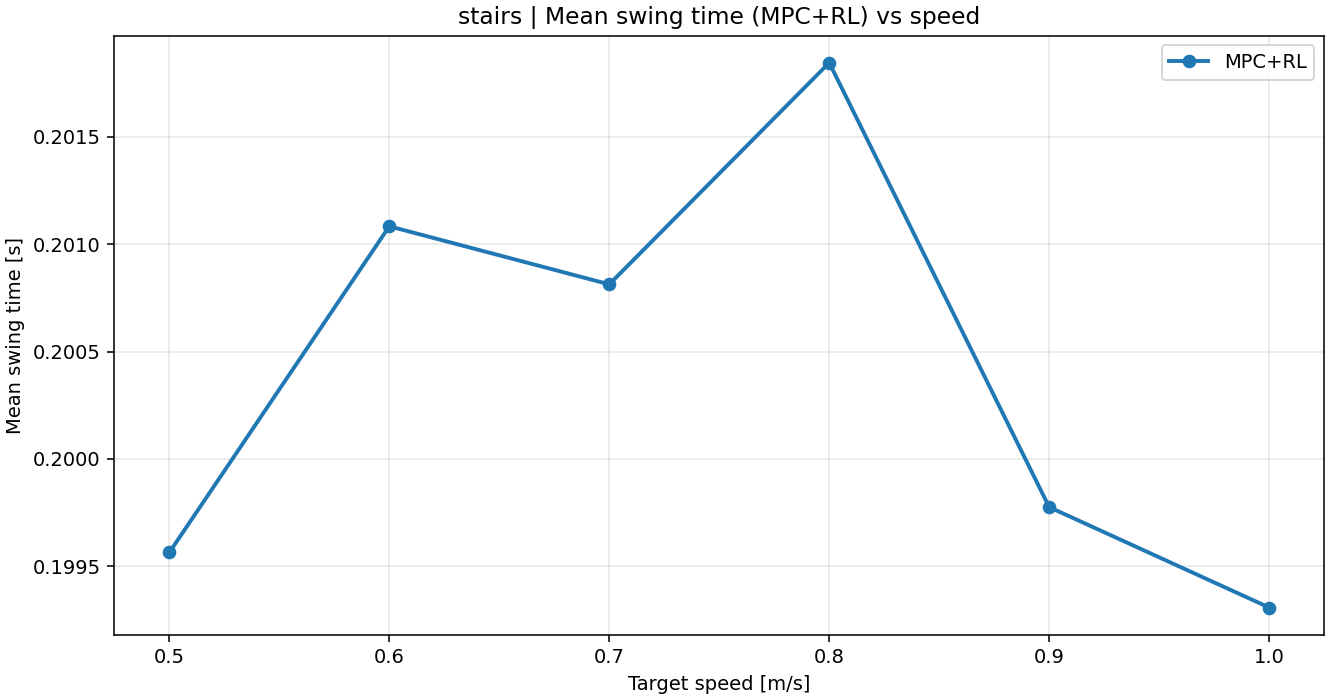 stairs | Mean swing time (MPC+RL) vs speed
MPC+RL
Mean swing time [s]
0.2015
0.2010
0.2005
0.2000
0.1995
0.5 0.6 0.7 0.8 0.9 1.0
Target speed [m/s]